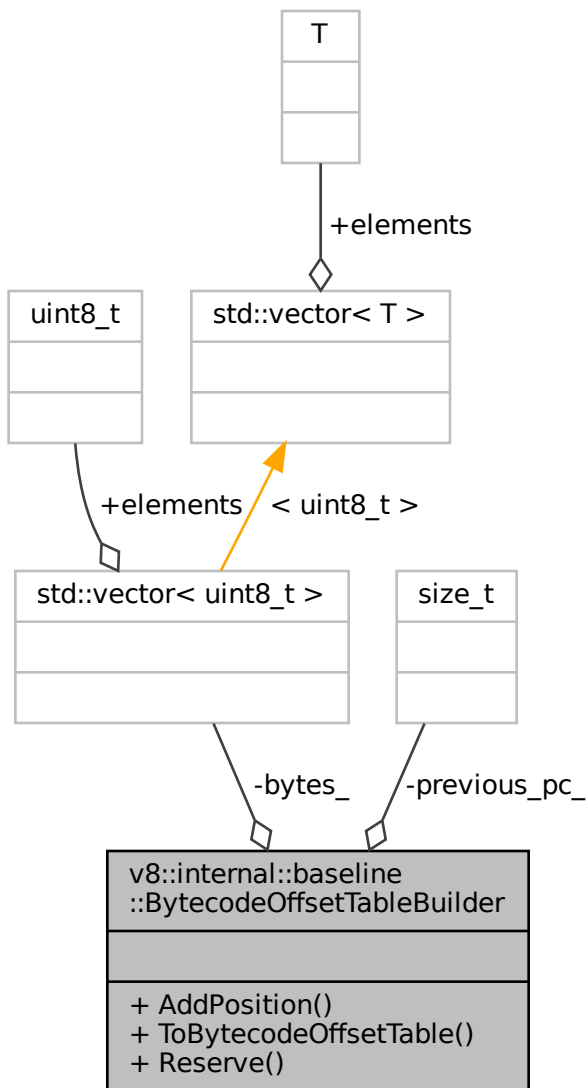 T
+elements
uint8_t
std::vector< T >
+elements
< uint8_t >
std::vector< uint8_t >
size_t
-bytes_
-previous_pc_
v8::internal::baseline
::BytecodeOffsetTableBuilder
+ AddPosition()
+ ToBytecodeOffsetTable()
+ Reserve()